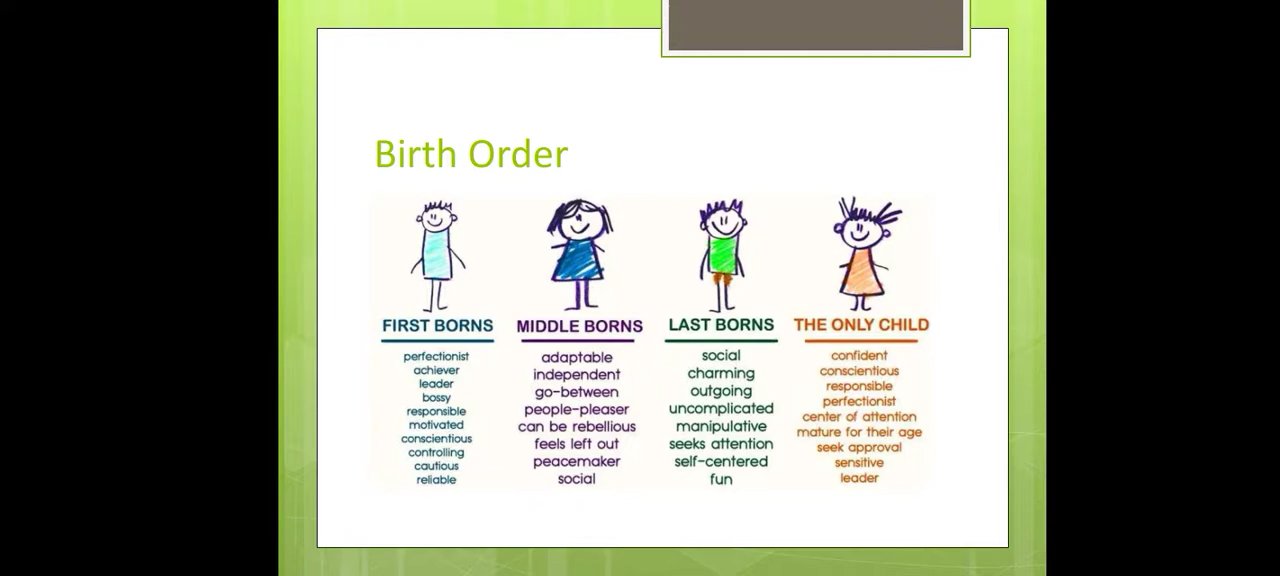 Birth Order
FIRST BORNS
perfectionist
achiever
leader
bossy
responsible
motivated
conscientious
controlling
cautious
reliable
MIDDLE BORNS
adaptable
independent
go-between
people-pleaser
can be rebellious
feels left out
peacemaker
social
LAST BORNS
social
charming
outgoing
uncomplicated
manipulative
seeks attention
self-centered
fun
THE ONLY CHILD
confident
conscientious
responsible
perfectionist
center of attention
mature for their age
seek approval
sensitive
leader